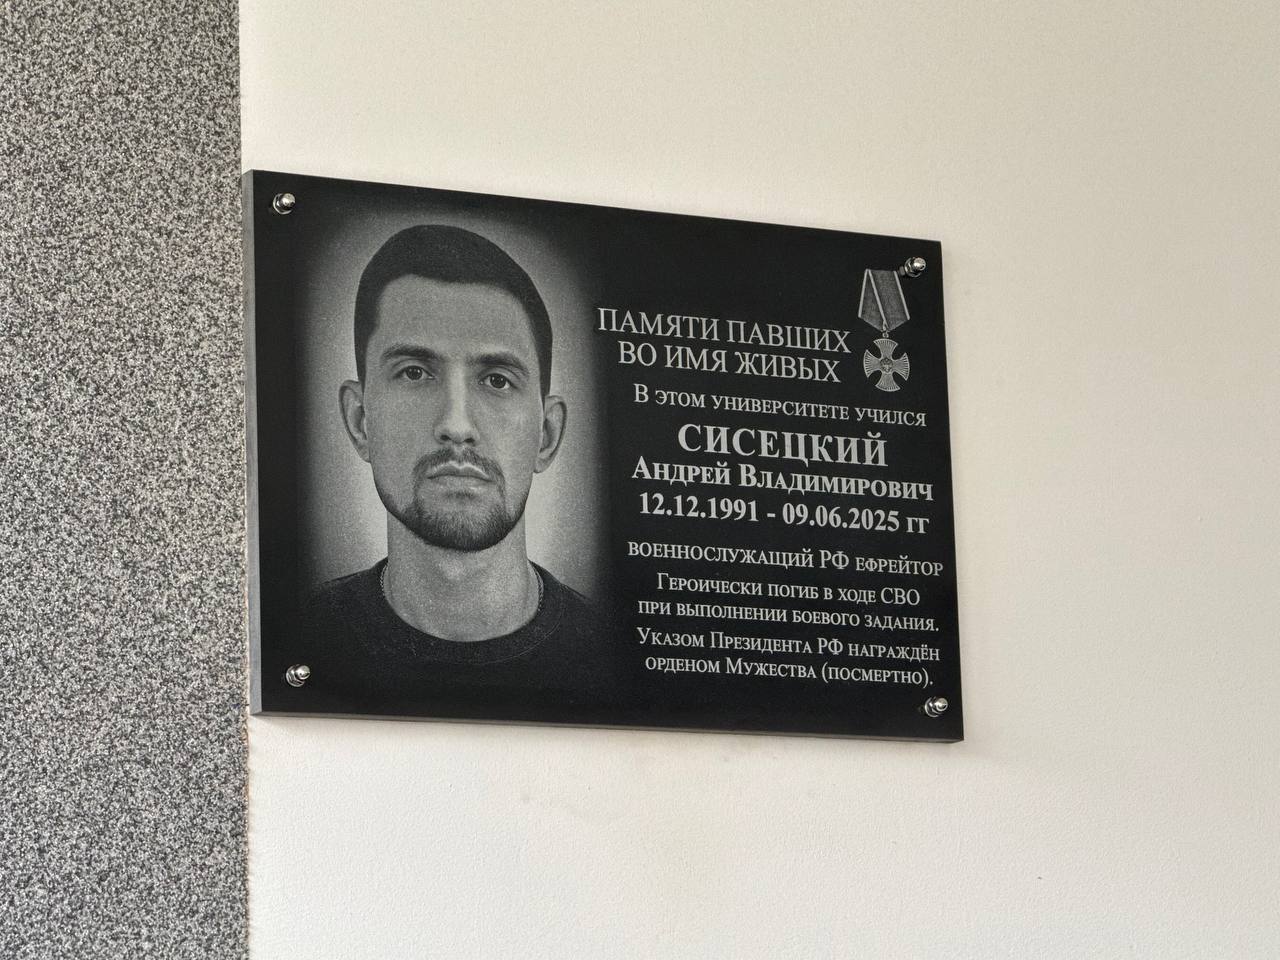 ПАМЯТИ ПАВШИХ
ВО ИМЯ ЖИВЫХ
В ЭТОМ УНИВЕРСИТЕТЕ УЧИЛСЯ
СИСЕЦКИЙ
АНДРЕЙ ВЛАДИМИРОВИЧ
12.12.1991 - 09.06.2025 ГГ
ВОЕННОСЛУЖАЩИЙ РФ ЕФРЕЙТОР
ГЕРОИЧЕСКИ ПОГИБ В ХОДЕ СВО
ПРИ ВЫПОЛНЕНИИ БОЕВОГО ЗАДАНИЯ.
УКАЗОМ ПРЕЗИДЕНТА РФ НАГРАЖДЁН
ОРДЕНОМ МУЖЕСТВА (ПОСМЕРТНО).